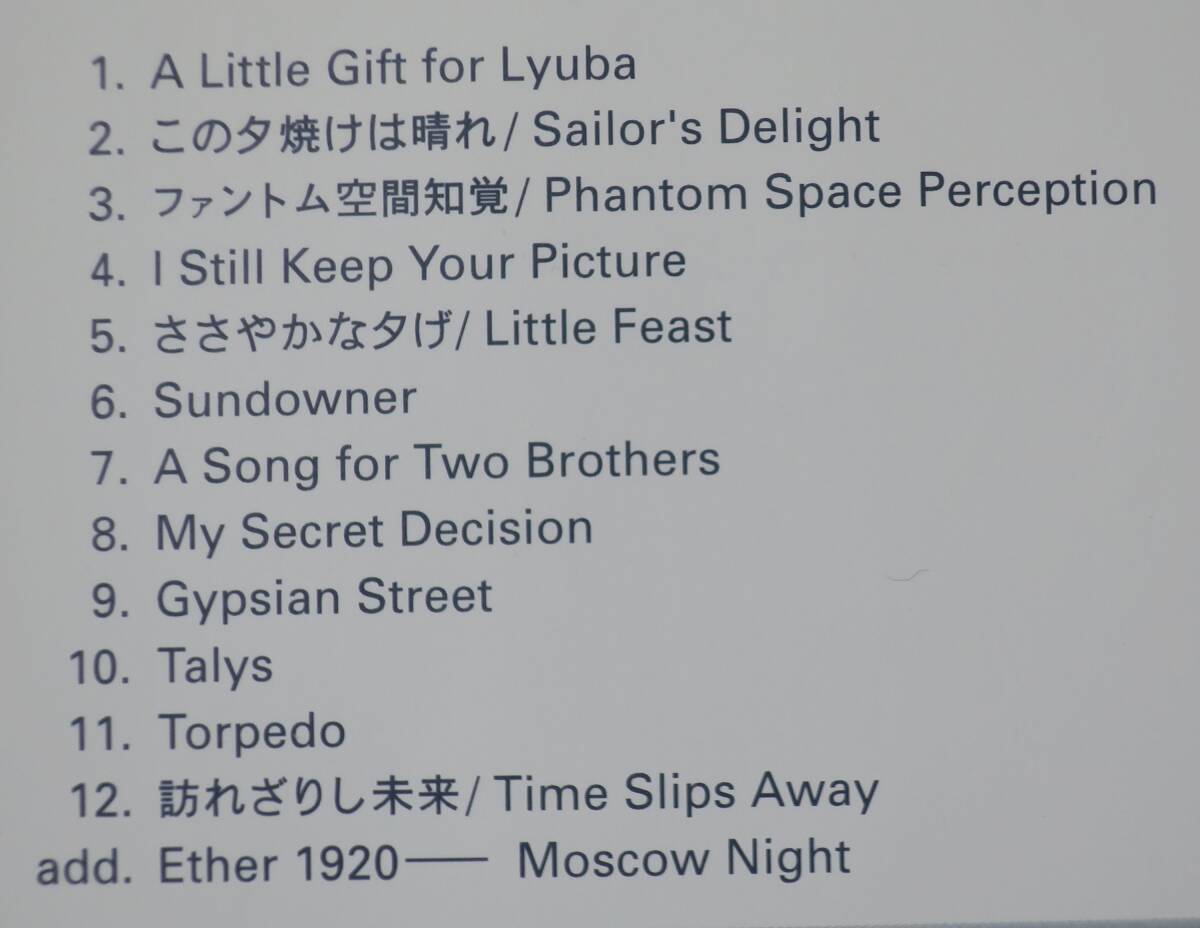 1. A Little Gift for Lyuba
2. この夕焼けは晴れ/ Sailor's Delight
3. ファントム空間知覚/ Phantom Space Perception
4. I Still Keep Your Picture
5. ささやかな夕げ/ Little Feast
6. Sundowner
7. A Song for Two Brothers
8. My Secret Decision
9. Gypsian Street
10. Talys
11. Torpedo
12. 訪れざりし未来/ Time Slips Away
add. Ether 1920—— Moscow Night